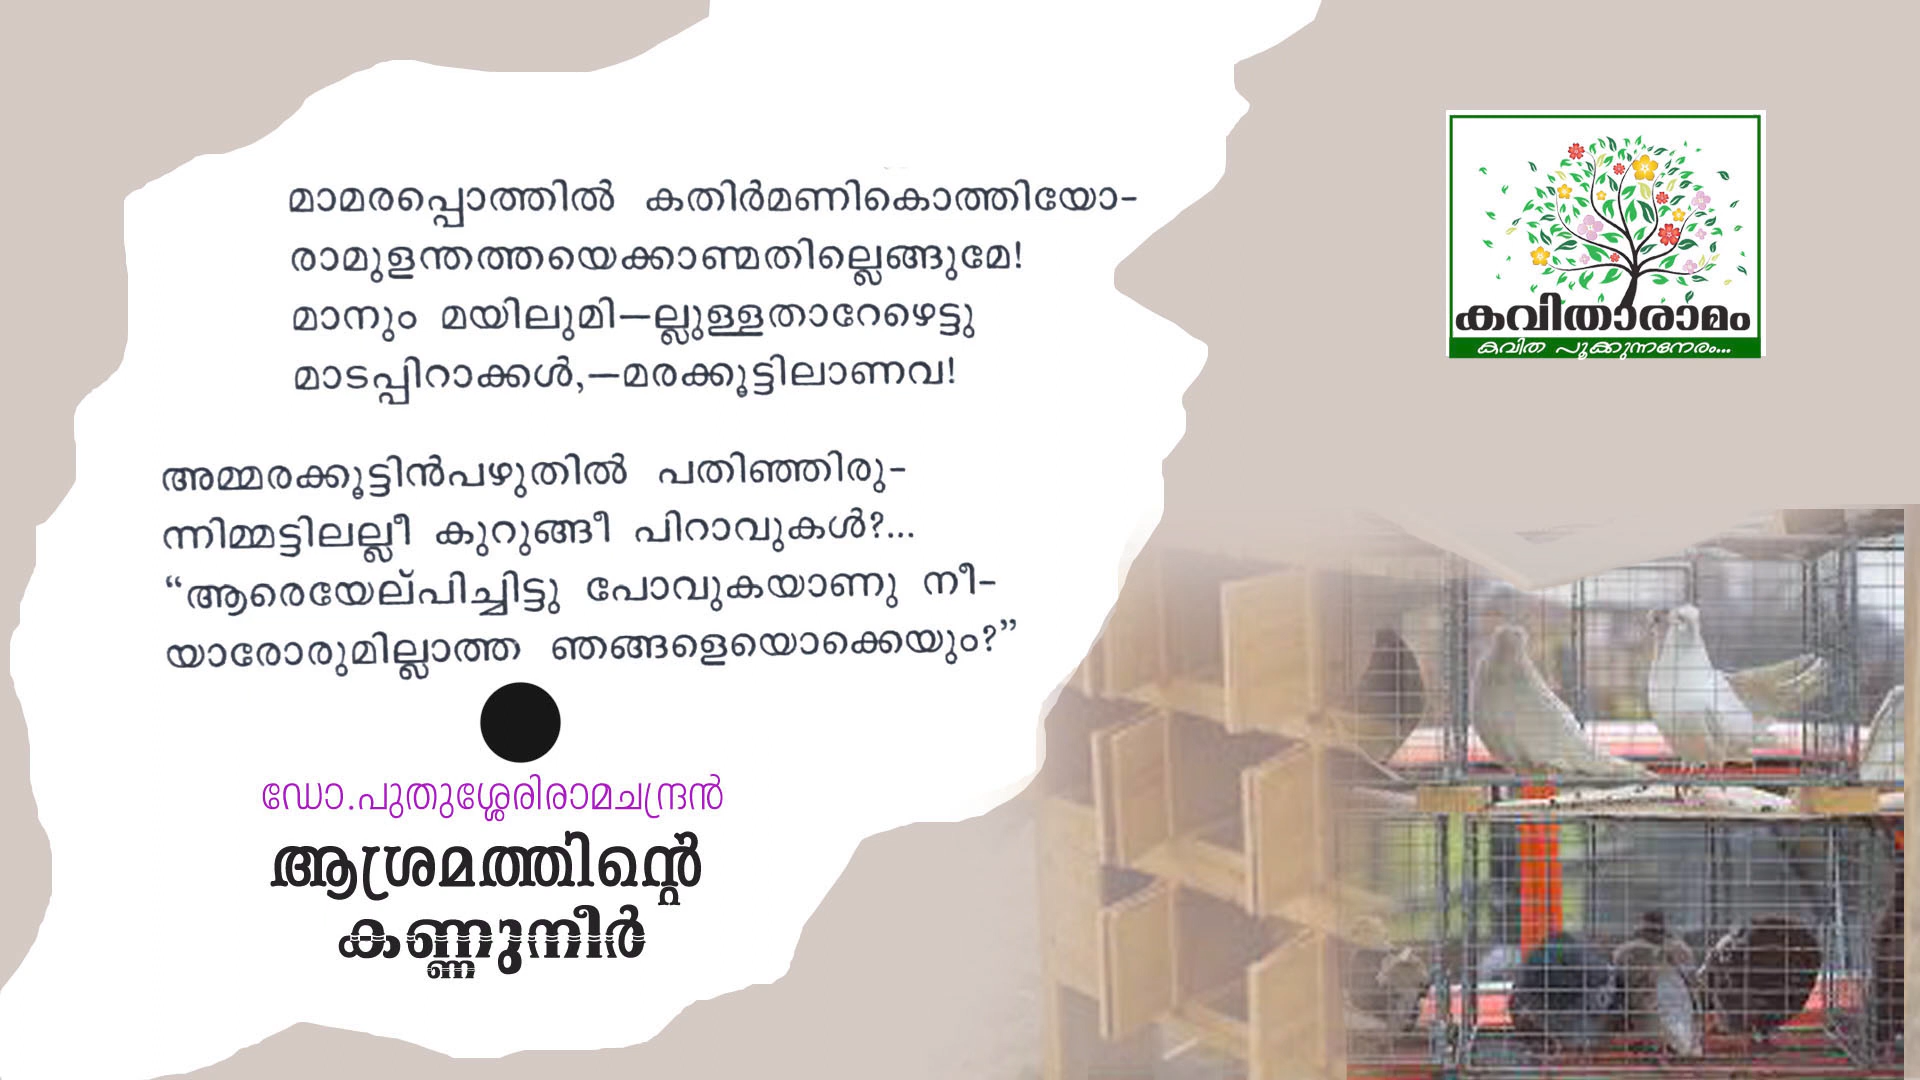 മാമരപ്പൊത്തിൽ കതിർമണികൊത്തിയോ-
രാമുളന്തത്തയെക്കാണ്മതില്ലെങ്ങുമേ!
മാനും മയിലുമി—ല്ലുള്ളതാറേഴെട്ടു
മാടപ്പിറാക്കൾ,—മരക്കൂട്ടിലാണവ!
അമ്മരക്കൂട്ടിൻപഴുതിൽ പതിഞ്ഞിരു-
ന്നിമ്മട്ടിലല്ലീ കുറുങ്ങീ പിറാവുകൾ?...
“ആരെയേല്പിച്ചിട്ടു പോവുകയാണു നീ-
യാരോരുമില്ലാത്ത ഞങ്ങളെയൊക്കെയും?”
ഡോ.പുതുശ്ശേരിരാമചന്ദ്രൻ
ആശ്രമത്തിന്റെ
കണ്ണുനീർ
കവിതാരാമം
കവിത പൂക്കുന്നനേരം...